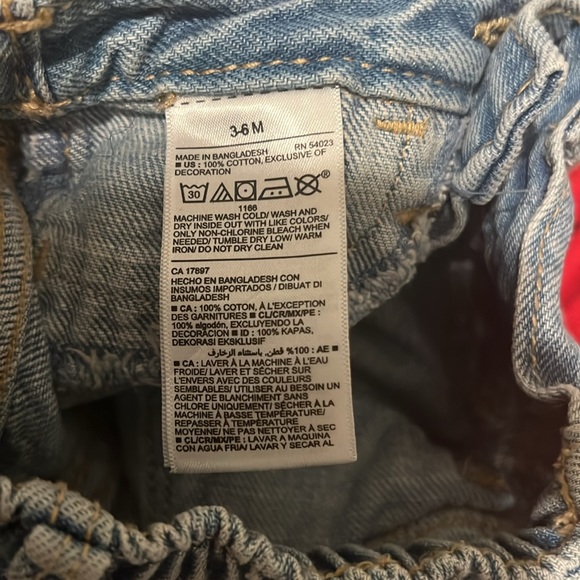 3-6 M
MADE IN BANGLADESH RN 54023
■ US : 100% COTTON, EXCLUSIVE OF
DECORATION
30
®
1166
MACHINE WASH COLD/ WASH AND
DRY INSIDE OUT WITH LIKE COLORS/
ONLY NON-CHLORINE BLEACH WHEN
NEEDED/ TUMBLE DRY LOW/ WARM
IRON/ DO NOT DRY CLEAN
CA 17897
HECHO EN BANGLADESH CON
INSUMOS IMPORTADOS / DIBUAT DI
BANGLADESH
■ CA : 100% COTON, À L'EXCEPTION
DES GARNITURES ■ CL/CR/MX/PE :
100% algodón, EXCLUYENDO LA
DECORACION ■ ID : 100% KAPAS,
DEKORASI EKSKLUSIF
■ AE : 100% قطن, باستثناء الزخارف
■ CA : LAVER À LA MACHINE À L'EAU
FROIDE/ LAVER ET SÉCHER SUR
L'ENVERS AVEC DES COULEURS
SEMBLABLES/ UTILISER AU BESOIN UN
AGENT DE BLANCHIMENT SANS
CHLORE UNIQUEMENT/ SÉCHER À LA
MACHINE À BASSE TEMPÉRATURE/
REPASSER À TEMPÉRATURE
MOYENNE/ NE PAS NETTOYER À SEC
■ CL/CR/MX/PE : LAVAR A MAQUINA
CON AGUA FRIA/ LAVAR Y SECAR AL